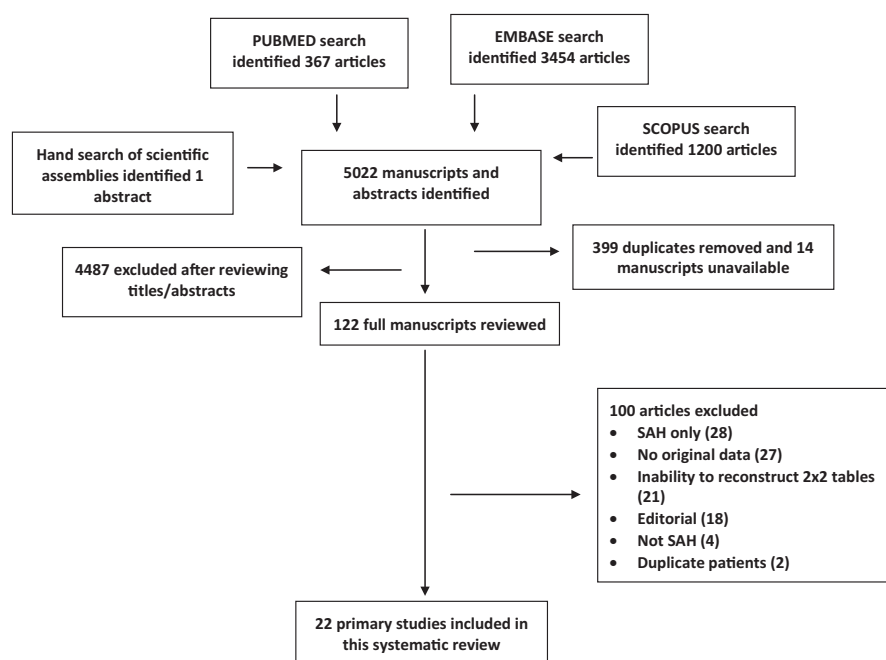 PUBMED search
identified 367 articles
EMBASE search
identified 3454 articles
SCOPUS search
identified 1200 articles
Hand search of scientific
assemblies identified 1
abstract
5022 manuscripts and
abstracts identified
399 duplicates removed and 14
manuscripts unavailable
4487 excluded after reviewing
titles/abstracts
122 full manuscripts reviewed
100 articles excluded
• SAH only (28)
• No original data (27)
• Inability to reconstruct 2x2 tables
(21)
• Editorial (18)
• Not SAH (4)
• Duplicate patients (2)
22 primary studies included in
this systematic review